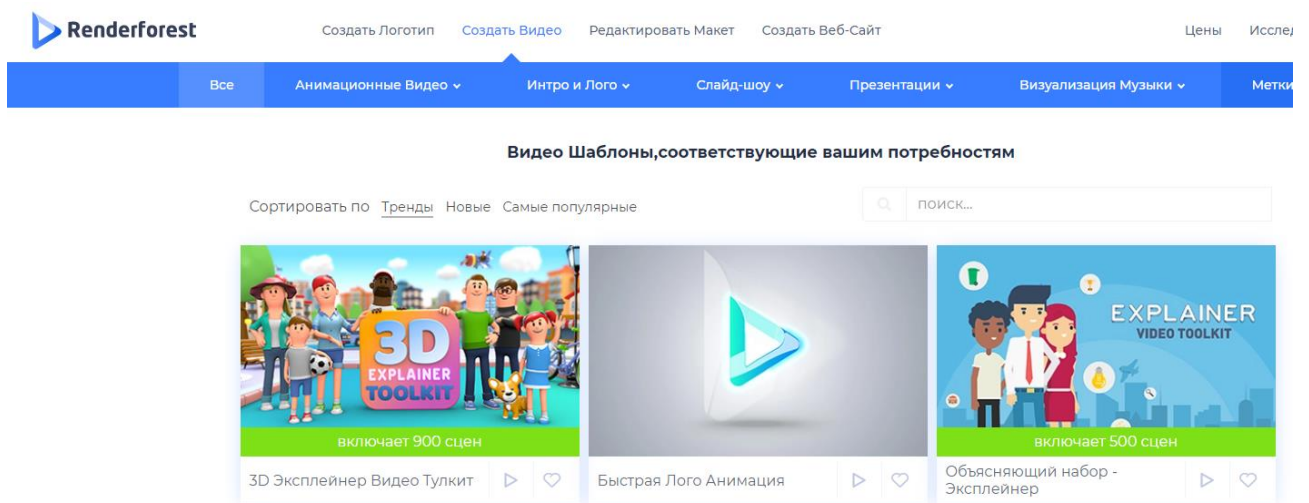 Renderforest
Создать Логотип Создать Видео Редактировать Макет Создать Веб-Сайт Цены
Все Анимационные Видео Интро и Лого Слайд-шоу Презентации Визуализация Музыки Метки
Видео Шаблоны,соответствующие вашим потребностям
Сортировать по Тренды Новые Самые популярные поиск...
3D
EXPLAINER
TOOLKIT
включает 900 сцен
EXPLAINER
VIDEO TOOLKIT
включает 500 сцен
3D Эксплейнер Видео Тулкит
Быстрая Лого Анимация
Объясняющий набор -
Эксплейнер